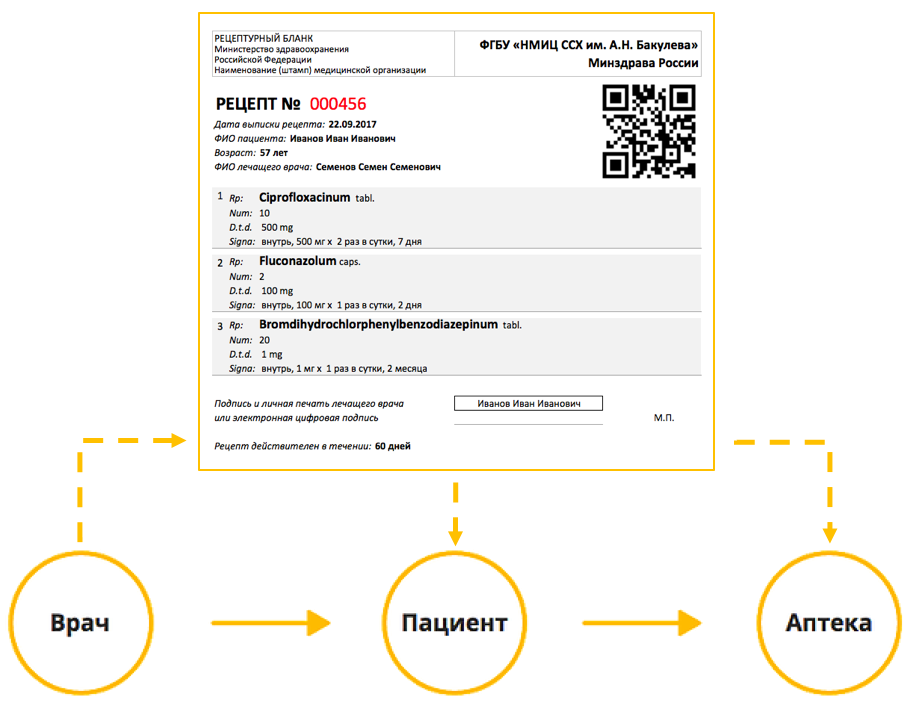 РЕЦЕПТУРНЫЙ БЛАНК
Министерство здравоохранения
Российской Федерации
Наименование (штамп) медицинской организации
ФГБУ «НМИЦ ССХ им. А.Н. Бакулева»
Минздрава России
РЕЦЕПТ № 000456
Дата выписки рецепта: 22.09.2017
ФИО пациента: Иванов Иван Иванович
Возраст: 57 лет
ФИО лечащего врача: Семенов Семен Семенович
1 Rp: Ciprofloxacinum tabl.
Num: 10
D.t.d. 500 mg
Signa: внутрь, 500 мг х 2 раз в сутки, 7 дня
2 Rp: Fluconazolum caps.
Num: 2
D.t.d. 100 mg
Signa: внутрь, 100 мг х 1 раз в сутки, 2 дня
3 Rp: Bromdihydrochlorphenylbenzodiazepinum tabl.
Num: 20
D.t.d. 1 mg
Signa: внутрь, 1 мг х 1 раз в сутки, 2 месяца
Подпись и личная печать лечащего врача
или электронная цифровая подпись
Иванов Иван Иванович
М.П.
Рецепт действителен в течении: 60 дней
Врач
Пациент
Аптека